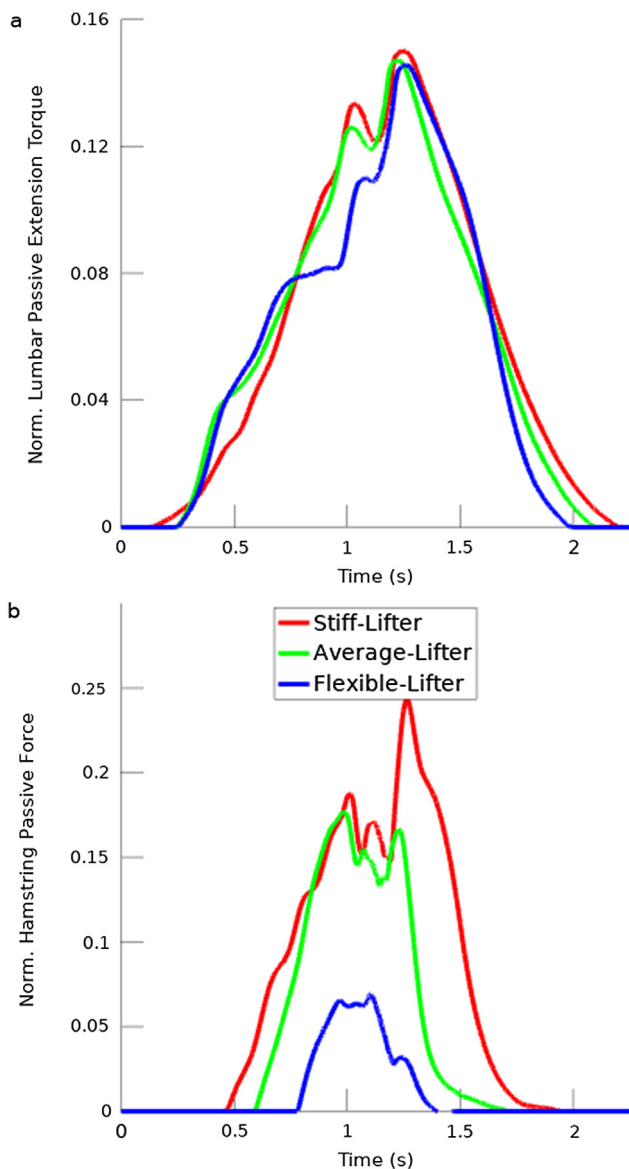 a
Norm. Lumbar Passive Extension Torque
0.16
0.12
0.08
0.04
0
0 0.5 1 1.5 2
Time (s)
b
Norm. Hamstring Passive Force
Stiff-Lifter
Average-Lifter
Flexible-Lifter
0.25
0.2
0.15
0.1
0.05
0
0 0.5 1 1.5 2
Time (s)